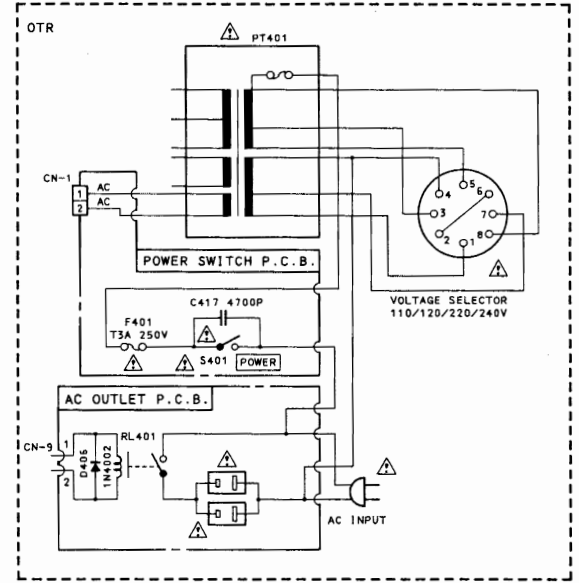 OTR
PT401
CN-1
1
AC
2
AC
4
5
6
3
7
2
1
8
POWER SWITCH P.C.B.
VOLTAGE SELECTOR
110/120/220/240V
C417 4700P
F401
T3A 250V
S401
POWER
AC OUTLET P.C.B.
CN-9
1
2
RL401
D406
1N4002
AC INPUT